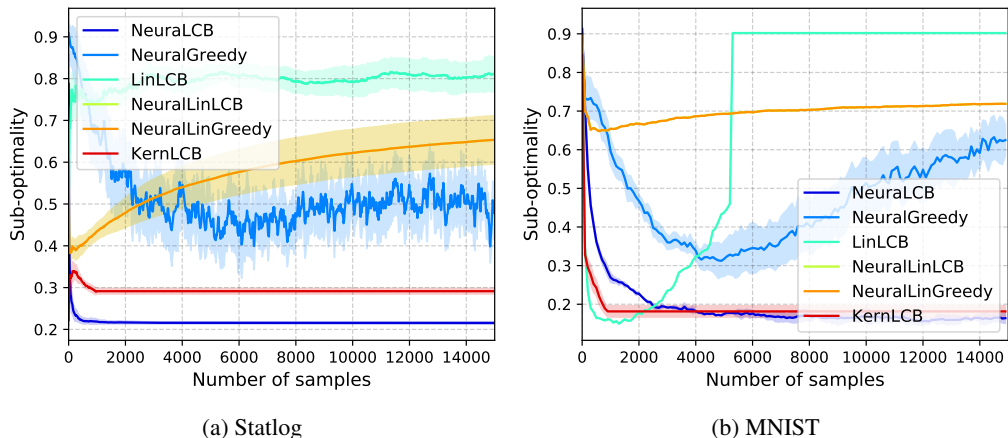 0.9
0.8
0.7
0.6
0.5
0.4
0.3
0.2
Sub-optimality
NeuraLCB
NeuralGreedy
LinLCB
NeuralLinLCB
NeuralLinGreedy
KernLCB
0 2000 4000 6000 8000 10000 12000 14000
Number of samples
(a) Statlog
0.9
0.8
0.7
0.6
0.5
0.4
0.3
0.2
Sub-optimality
NeuraLCB
NeuralGreedy
LinLCB
NeuralLinLCB
NeuralLinGreedy
KernLCB
0 2000 4000 6000 8000 10000 12000 14000
Number of samples
(b) MNIST